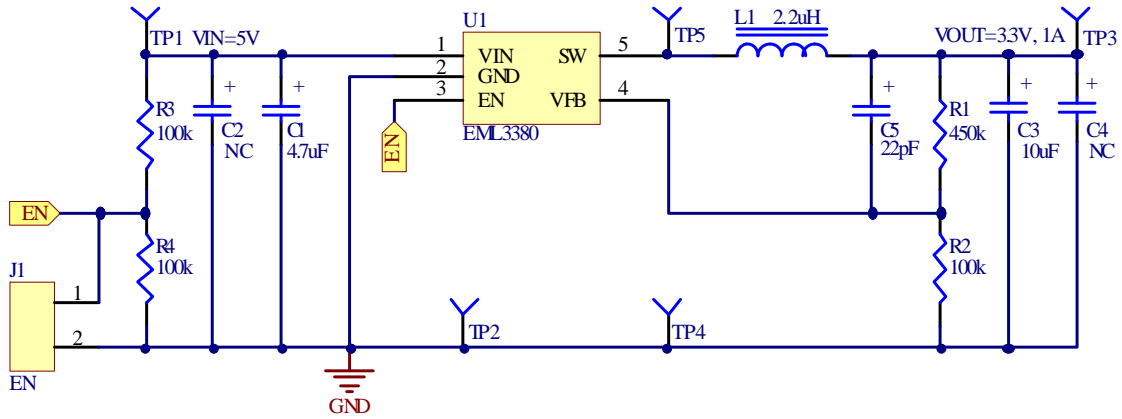 TP1
VIN=5V
U1
1
VIN
2
GND
3
EN
EML3380
SW
5
VFB
4
TP5
L1
2.2uH
VOUT=3.3V, 1A
TP3
EN
R3
100k
C2
NC
C1
4.7uF
C5
22pF
R1
450k
C3
10uF
C4
NC
EN
R4
100k
R2
100k
J1
1
2
EN
TP2
TP4
GND